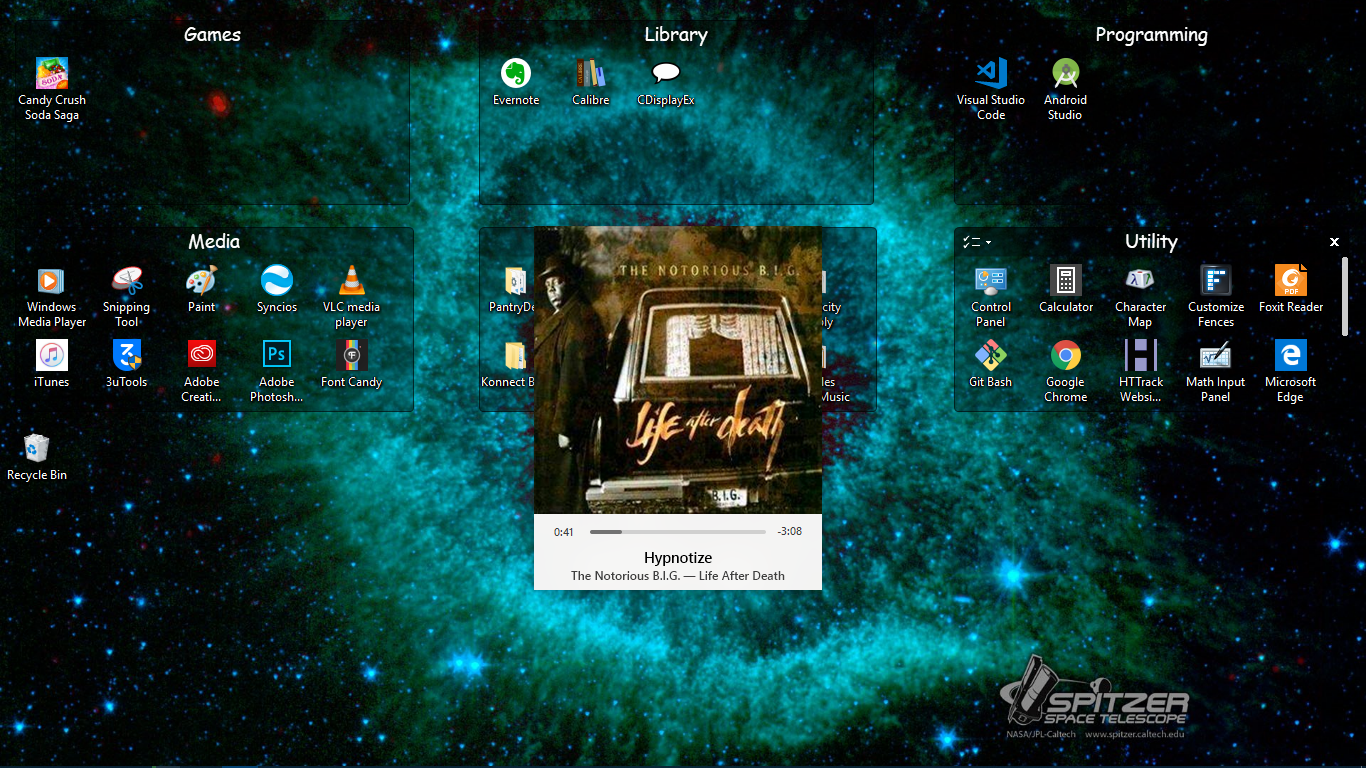 Games
Library
Programming
Candy Crush
Soda Saga
SODA
Evernote
CALIBRE
Calibre
CDisplayEx
Visual Studio
Code
Android
Studio
Media
Windows
Media Player
Snipping
Tool
Paint
Syncios
VLC media
player
iTunes
3uTools
Adobe
Creati...
Ps
Adobe
Photosh...
Font Candy
Recycle Bin
PantryDe
Konnect B
city
ply
les
Music
THE NOTORIOUS B.I.G.
Life after death
B.I.G.
0:41
-3:08
Hypnotize
The Notorious B.I.G. — Life After Death
Utility
x
Control
Panel
Calculator
Character
Map
Customize
Fences
PDF
Foxit Reader
Git Bash
Google
Chrome
HTTrack
Websi...
Math Input
Panel
Microsoft
Edge
SPITZER
SPACE TELESCOPE
NASA/JPL-Caltech www.spitzer.caltech.edu